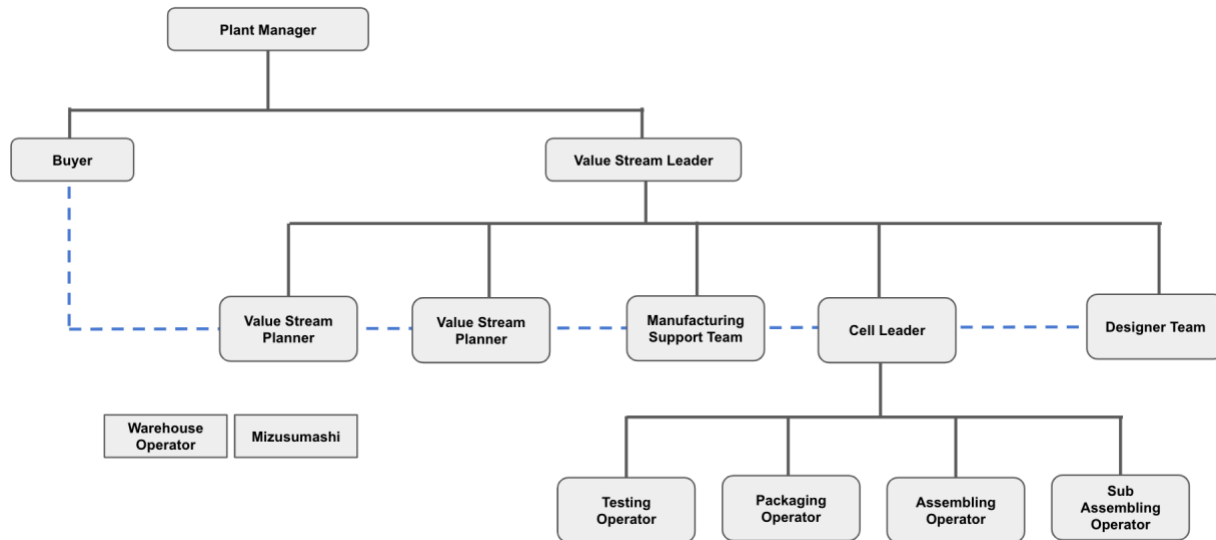 Plant Manager
Buyer
Value Stream Leader
Value Stream
Planner
Value Stream
Planner
Manufacturing
Support Team
Cell Leader
Designer Team
Warehouse
Operator
Mizusumashi
Testing
Operator
Packaging
Operator
Assembling
Operator
Sub
Assembling
Operator